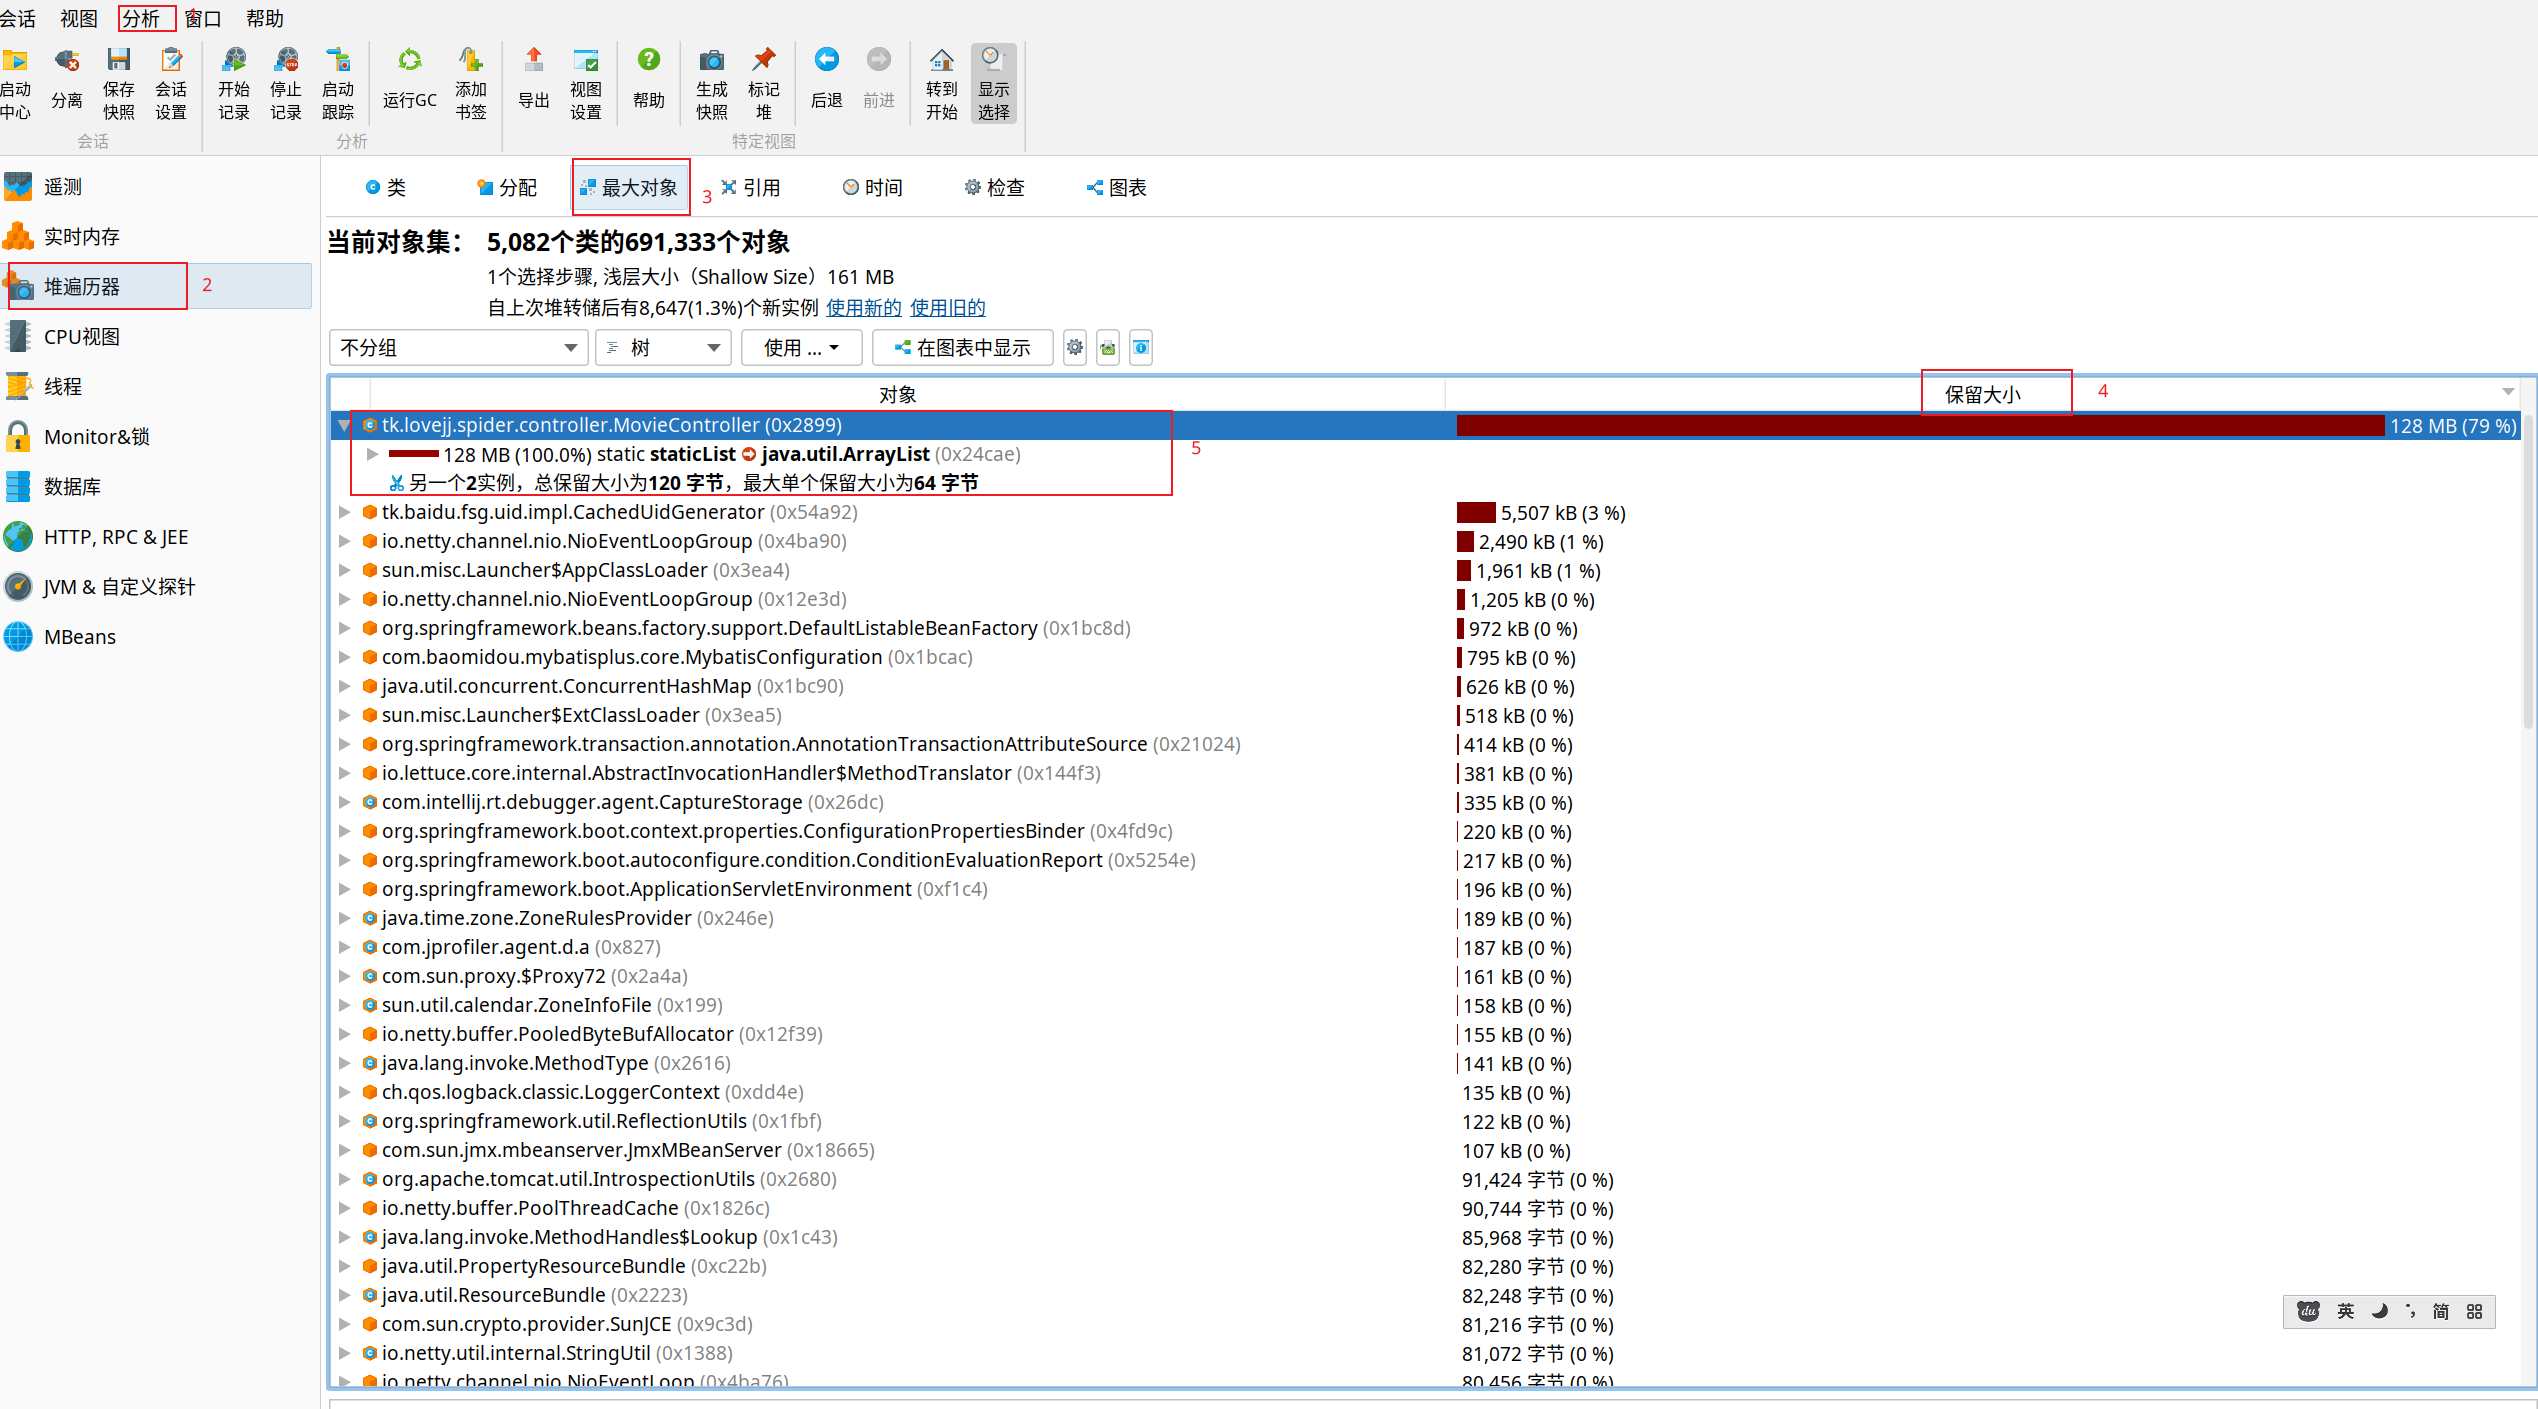 会话 视图 分析 窗口 帮助
启动中心 分离 保存快照 会话设置 开始记录 停止记录 启动跟踪 运行GC 添加书签 导出 视图设置 帮助 生成快照 标记堆 后退 前进 转到开始 显示选择
会话 分析 特定视图
遥测
实时内存
堆遍历器 2
CPU视图
线程
Monitor&锁
数据库
HTTP, RPC & JEE
JVM & 自定义探针
MBeans
类 分配 最大对象 3 引用 时间 检查 图表
当前对象集： 5,082个类的691,333个对象
1个选择步骤, 浅层大小（Shallow Size）161 MB
自上次堆转储后有8,647(1.3%)个新实例 使用新的 使用旧的
不分组 树 使用 ... 在图表中显示
对象 保留大小 4
tk.lovejj.spider.controller.MovieController (0x2899) 128 MB (79 %)
128 MB (100.0%) static staticList java.util.ArrayList (0x24cae) 5
另一个2实例，总保留大小为120 字节，最大单个保留大小为64 字节
tk.baidu.fsg.uid.impl.CachedUidGenerator (0x54a92) 5,507 kB (3 %)
io.netty.channel.nio.NioEventLoopGroup (0x4ba90) 2,490 kB (1 %)
sun.misc.Launcher$AppClassLoader (0x3ea4) 1,961 kB (1 %)
io.netty.channel.nio.NioEventLoopGroup (0x12e3d) 1,205 kB (0 %)
org.springframework.beans.factory.support.DefaultListableBeanFactory (0x1bc8d) 972 kB (0 %)
com.baomidou.mybatisplus.core.MybatisConfiguration (0x1bcac) 795 kB (0 %)
java.util.concurrent.ConcurrentHashMap (0x1bc90) 626 kB (0 %)
sun.misc.Launcher$ExtClassLoader (0x3ea5) 518 kB (0 %)
org.springframework.transaction.annotation.AnnotationTransactionAttributeSource (0x21024) 414 kB (0 %)
io.lettuce.core.internal.AbstractInvocationHandler$MethodTranslator (0x144f3) 381 kB (0 %)
com.intellij.rt.debugger.agent.CaptureStorage (0x26dc) 335 kB (0 %)
org.springframework.boot.context.properties.ConfigurationPropertiesBinder (0x4fd9c) 220 kB (0 %)
org.springframework.boot.autoconfigure.condition.ConditionEvaluationReport (0x5254e) 217 kB (0 %)
org.springframework.boot.ApplicationServletEnvironment (0xf1c4) 196 kB (0 %)
java.time.zone.ZoneRulesProvider (0x246e) 189 kB (0 %)
com.jprofiler.agent.d.a (0x827) 187 kB (0 %)
com.sun.proxy.$Proxy72 (0x2a4a) 161 kB (0 %)
sun.util.calendar.ZoneInfoFile (0x199) 158 kB (0 %)
io.netty.buffer.PooledByteBufAllocator (0x12f39) 155 kB (0 %)
java.lang.invoke.MethodType (0x2616) 141 kB (0 %)
ch.qos.logback.classic.LoggerContext (0xdd4e) 135 kB (0 %)
org.springframework.util.ReflectionUtils (0x1fbf) 122 kB (0 %)
com.sun.jmx.mbeanserver.JmxMBeanServer (0x18665) 107 kB (0 %)
org.apache.tomcat.util.IntrospectionUtils (0x2680) 91,424 字节 (0 %)
io.netty.buffer.PoolThreadCache (0x1826c) 90,744 字节 (0 %)
java.lang.invoke.MethodHandles$Lookup (0x1c43) 85,968 字节 (0 %)
java.util.PropertyResourceBundle (0xc22b) 82,280 字节 (0 %)
java.util.ResourceBundle (0x2223) 82,248 字节 (0 %)
com.sun.crypto.provider.SunJCE (0x9c3d) 81,216 字节 (0 %)
io.netty.util.internal.StringUtil (0x1388) 81,072 字节 (0 %)
io.netty.channel.nio.NioEventLoop (0x4ba76) 80,456 字节 (0 %)
du 英 简